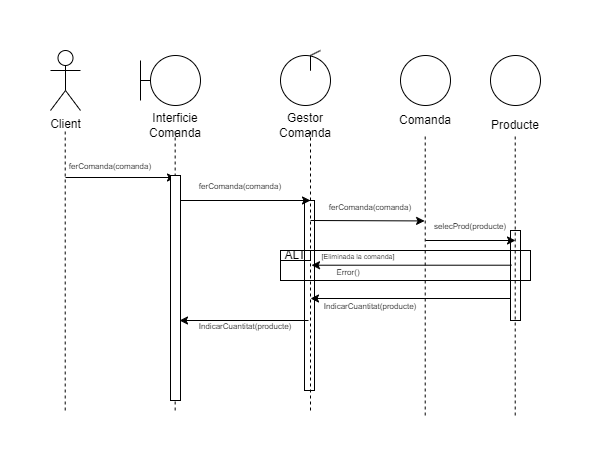 Client
Interficie
Comanda
Gestor
Comanda
Comanda
Producte
ferComanda(comanda)
ferComanda(comanda)
ferComanda(comanda)
selecProd(producte)
ALT
[Eliminada la comanda]
Error()
IndicarCuantitat(producte)
IndicarCuantitat(producte)